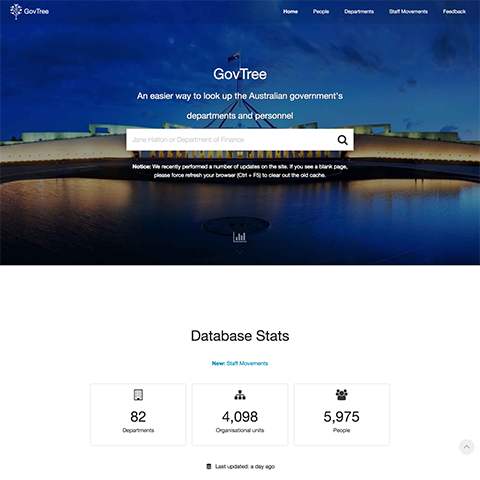 GovTree
Home People Departments Staff Movements Feedback
GovTree
An easier way to look up the Australian government's
departments and personnel
Jane Halton or Department of Finance
Notice: We recently performed a number of updates on the site. If you see a blank page,
please force refresh your browser (Ctrl + F5) to clear out the old cache.
Database Stats
New: Staff Movements
82 4,098 5,975
Departments Organisational units People
Last updated: a day ago